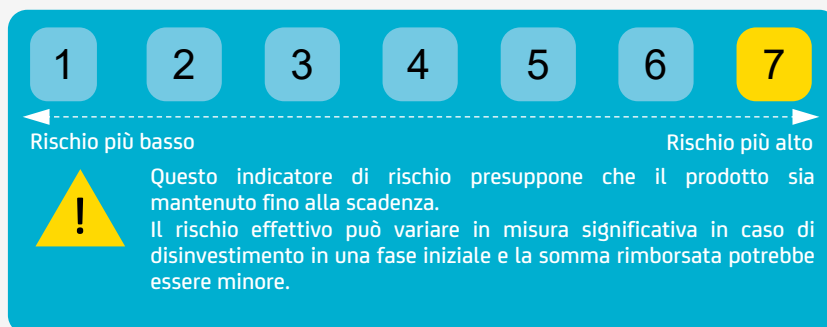 1 2 3 4 5 6 7
Rischio più basso Rischio più alto
!
Questo indicatore di rischio presuppone che il prodotto sia
mantenuto fino alla scadenza.
Il rischio effettivo può variare in misura significativa in caso di
disinvestimento in una fase iniziale e la somma rimborsata potrebbe
essere minore.